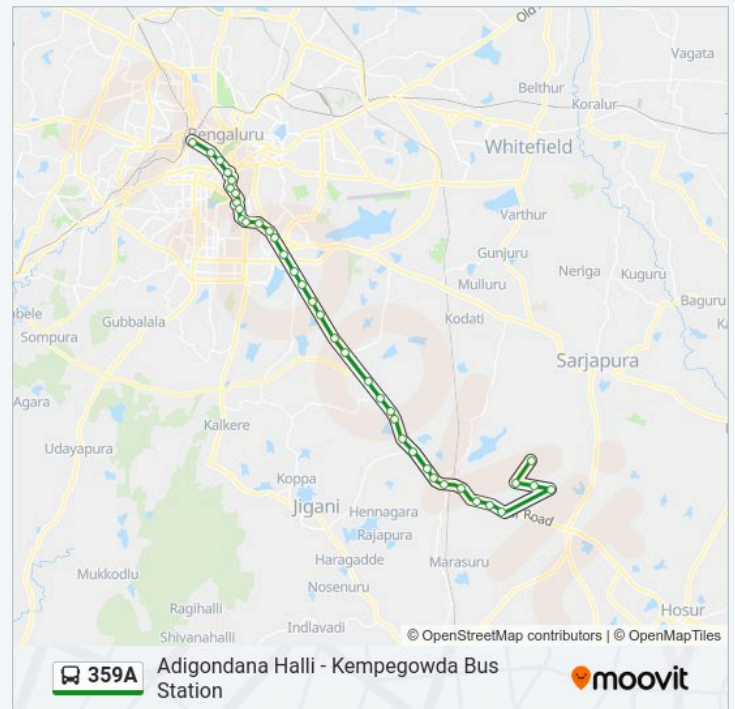 Old
Vagata
Belthur
Koralur
Bengaluru
Whitefield
Varthur
Gunjuru
Neriga
Kuguru
Mulluru
Baguru
Kodati
Gubbalala
Sompura
Sarjapura
Agara
Kalkere
Udayapura
Koppa
Jigani
Hennagara
Road
Rajapura
Haragadde
Marasuru
Mukkodlu
Nosenuru
Ragihalli
Hosur
Indlavadi
Shivanahalli
© OpenStreetMap contributors | © OpenMapTiles
359A
Adigondana Halli - Kempegowda Bus
Station
moovit